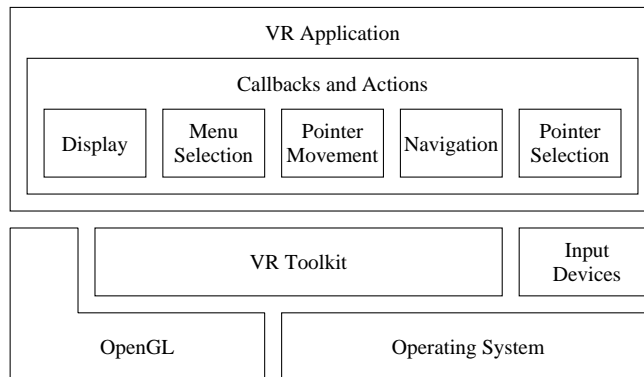 VR Application
Callbacks and Actions
Display
Menu
Selection
Pointer
Movement
Navigation
Pointer
Selection
VR Toolkit
Input
Devices
OpenGL
Operating System